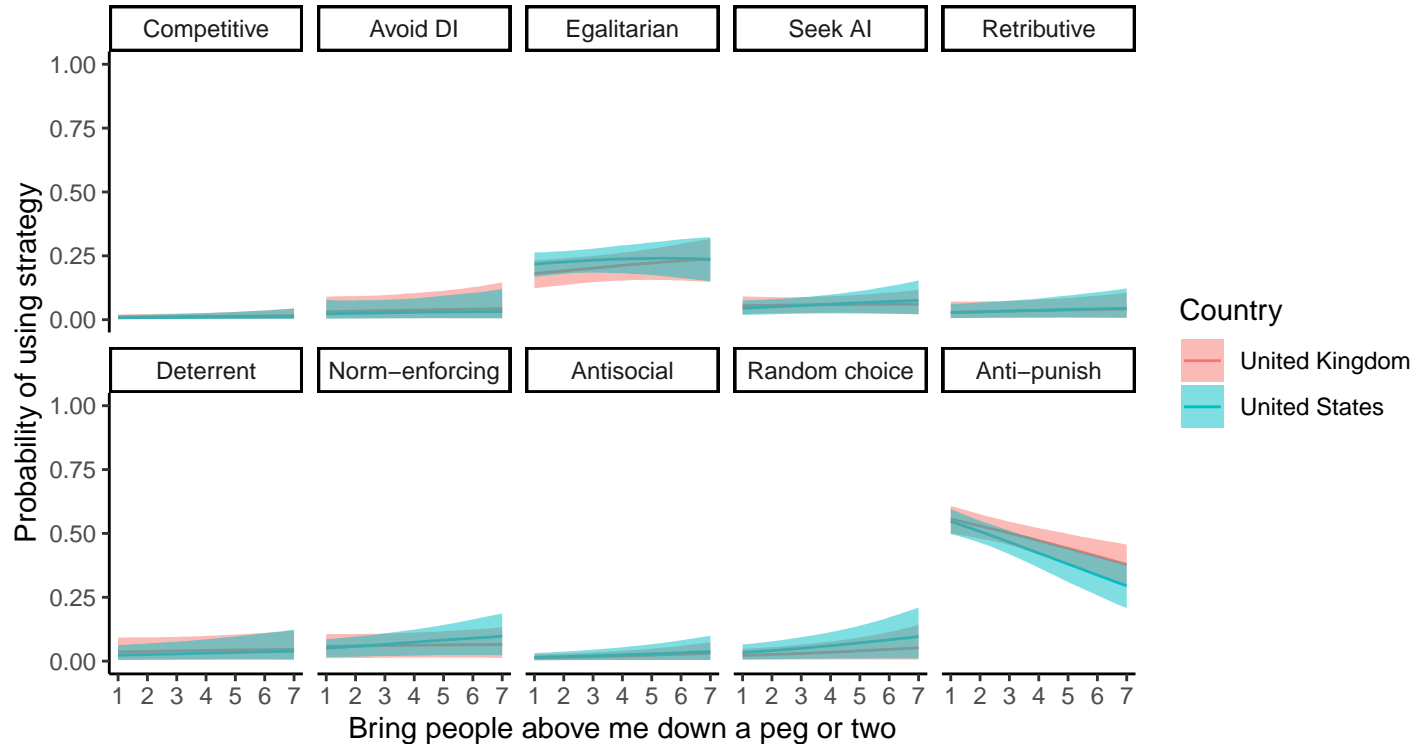 Competitive Avoid DI Egalitarian Seek AI Retributive
1.00
0.75
0.50
0.25
0.00
Deterrent Norm−enforcing Antisocial Random choice Anti−punish
1.00
0.75
0.50
0.25
0.00
1 2 3 4 5 6 7 1 2 3 4 5 6 7 1 2 3 4 5 6 7 1 2 3 4 5 6 7 1 2 3 4 5 6 7
Bring people above me down a peg or two
Probability of using strategy
Country
United Kingdom
United States